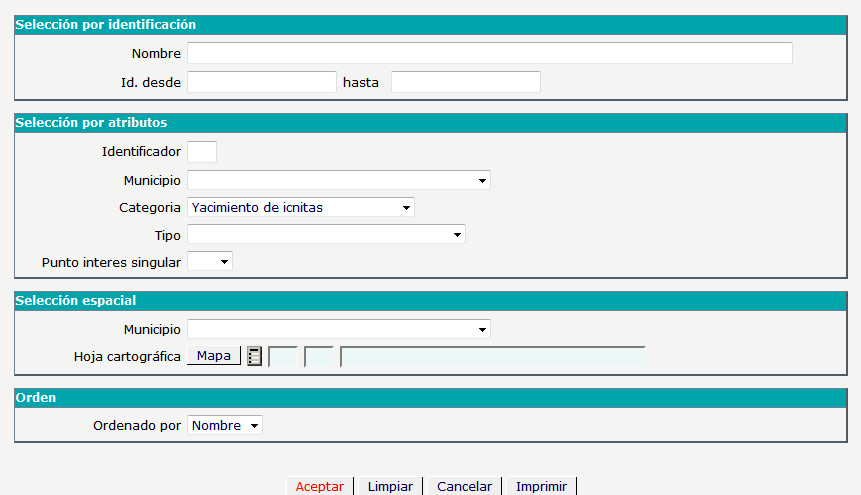 Selección por identificación
Nombre
Id. desde hasta
Selección por atributos
Identificador
Municipio
Categoria Yacimiento de icnitas
Tipo
Punto interes singular
Selección espacial
Municipio
Hoja cartográfica Mapa
Orden
Ordenado por Nombre
Aceptar Limpiar Cancelar Imprimir